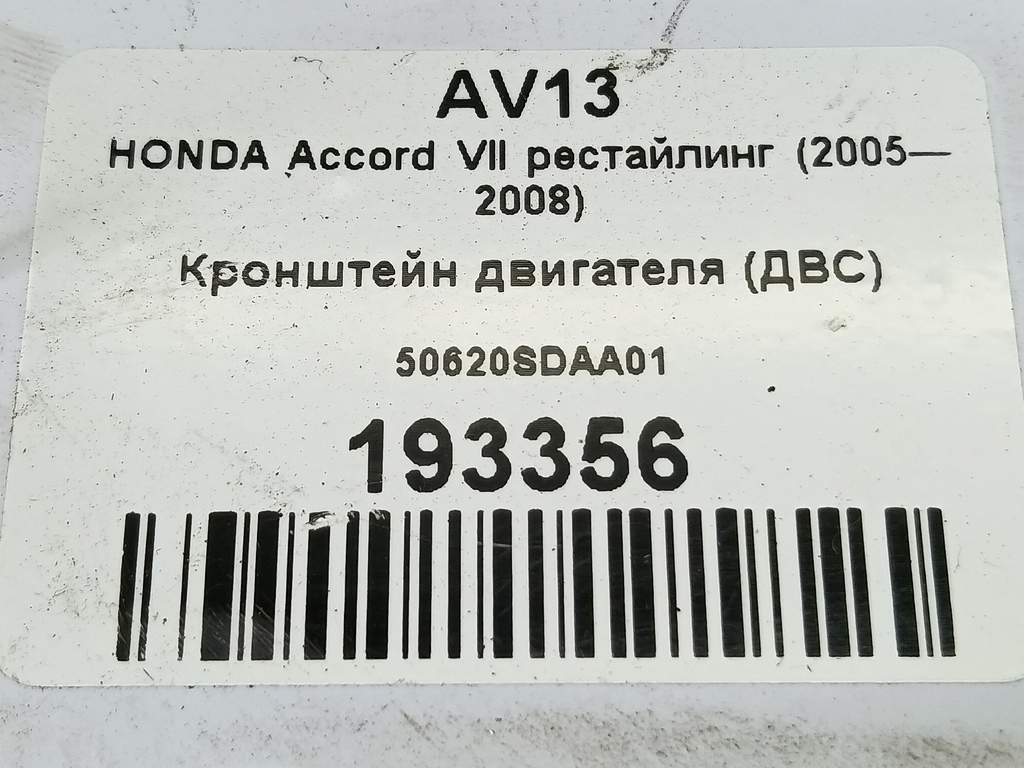 AV13
HONDA Accord VII рестайлинг (2005—
2008)
Кронштейн двигателя (ДВС)
50620SDAA01
193356